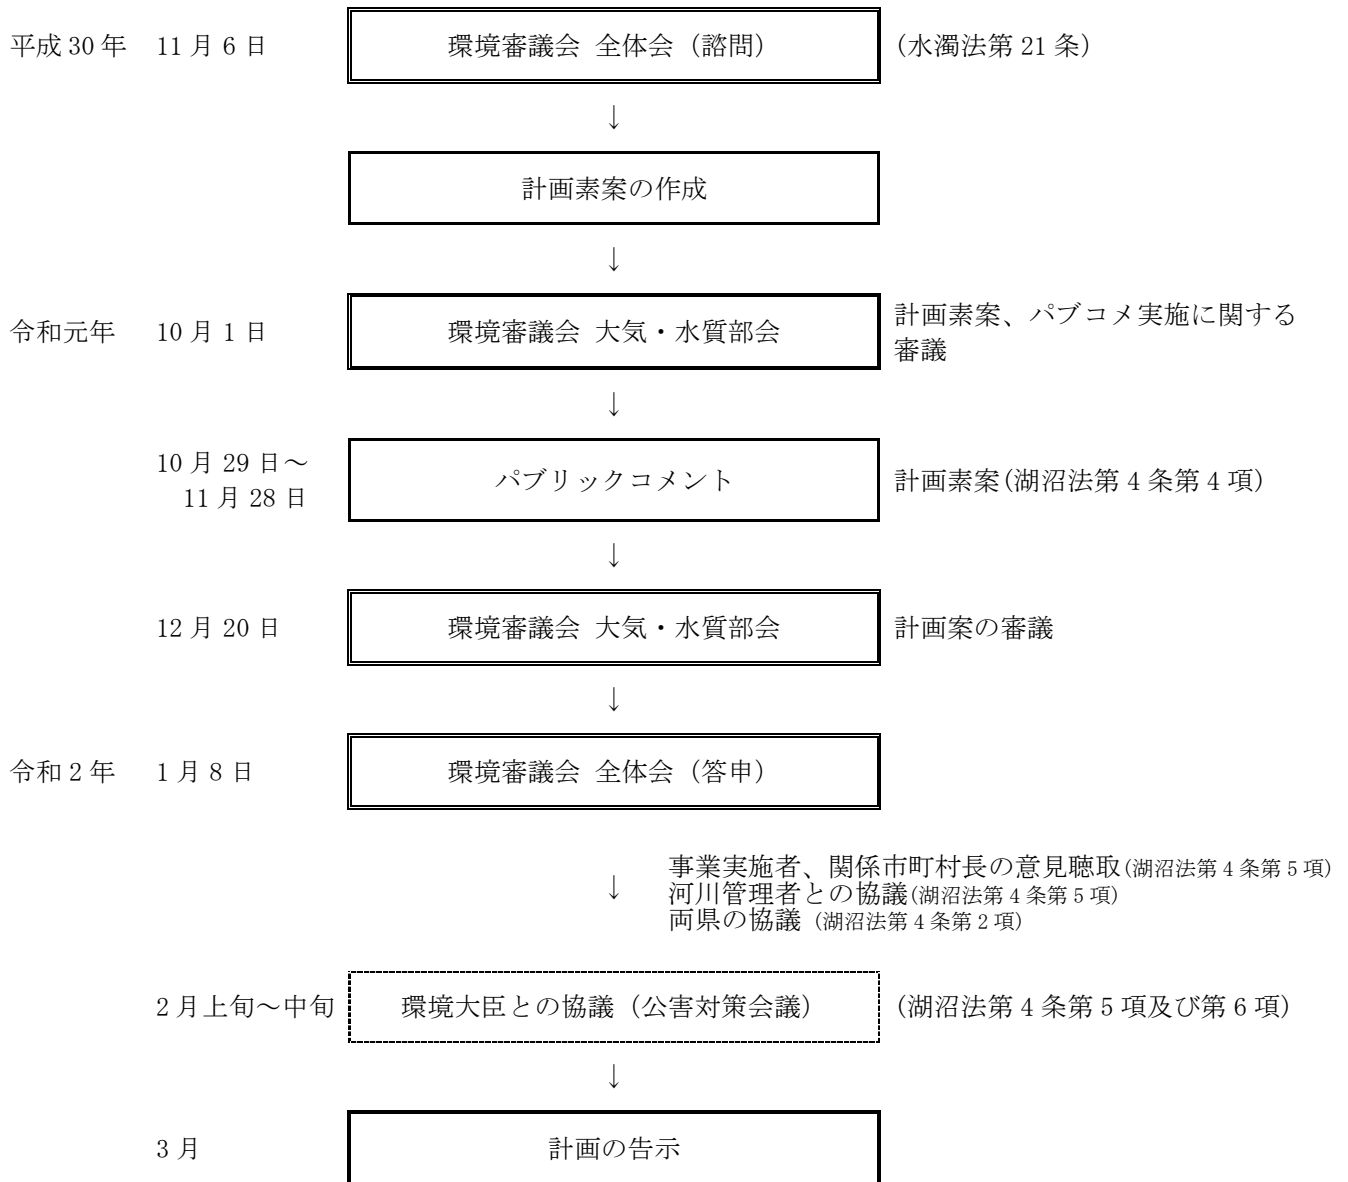 平成 30 年 11 月 6 日 環境審議会 全体会（諮問） (水濁法第 21 条)
↓
計画素案の作成
↓
令和元年 10 月 1 日 環境審議会 大気・水質部会 計画素案、パブコメ実施に関する
審議
↓
10 月 29 日～
11 月 28 日
パブリックコメント 計画素案(湖沼法第 4 条第 4 項)
↓
12 月 20 日 環境審議会 大気・水質部会 計画案の審議
↓
令和 2 年 1 月 8 日 環境審議会 全体会（答申）
↓
事業実施者、関係市町村長の意見聴取(湖沼法第 4 条第 5 項)
河川管理者との協議(湖沼法第 4 条第 5 項)
両県の協議 (湖沼法第 4 条第 2 項)
2 月上旬～中旬 環境大臣との協議（公害対策会議） (湖沼法第 4 条第 5 項及び第 6 項)
↓
3 月 計画の告示